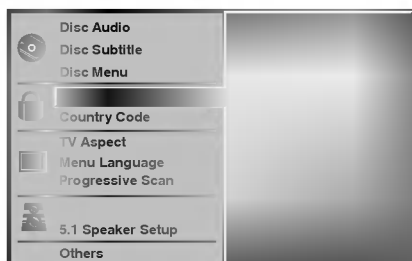 Disc Audio
Disc Subtitle
Disc Menu
Country Code
TV Aspect
Menu Language
Progressive Scan
5.1 Speaker Setup
Others